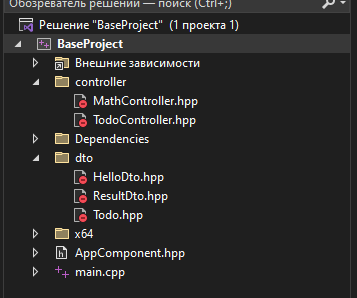 Обозреватель решений — поиск (Ctrl+;)
Решение "BaseProject" (1 проекта 1)
BaseProject
Внешние зависимости
controller
MathController.hpp
TodoController.hpp
Dependencies
dto
HelloDto.hpp
ResultDto.hpp
Todo.hpp
x64
AppComponent.hpp
main.cpp